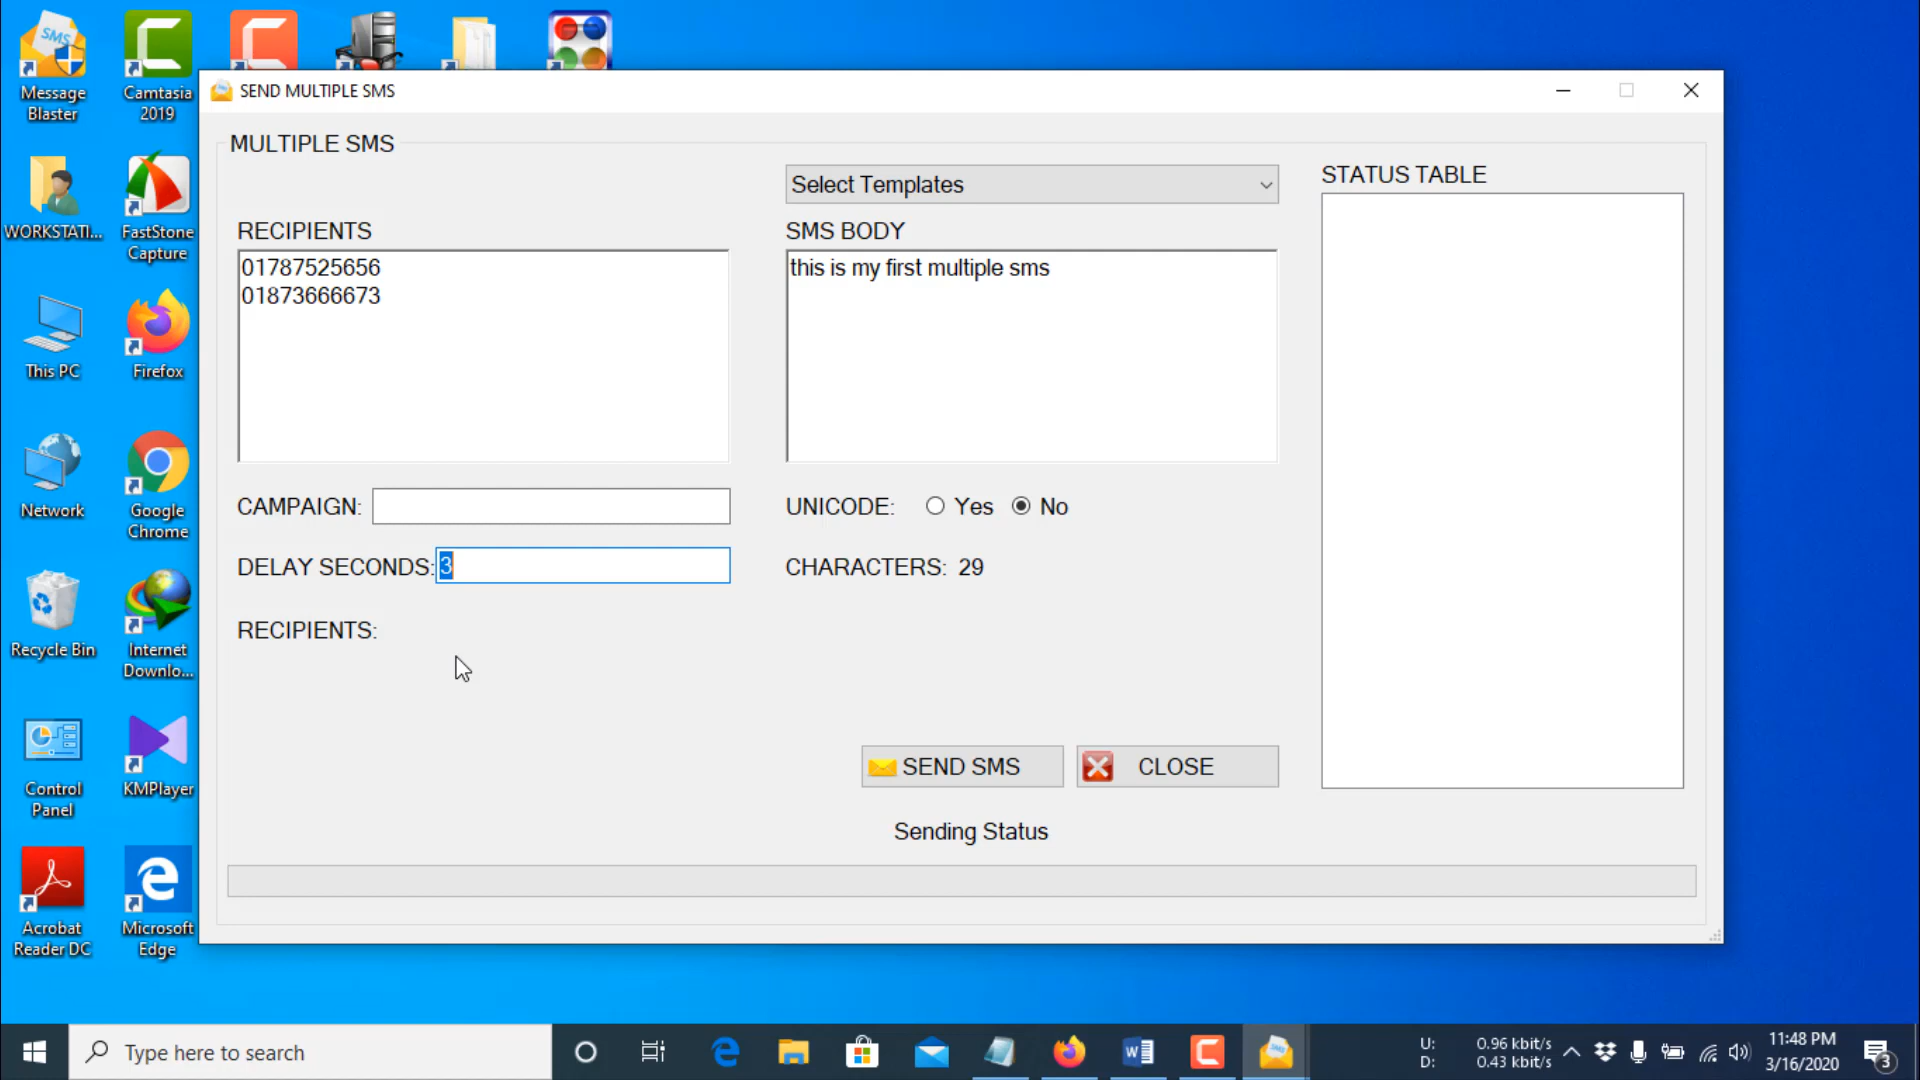 SMS
Message
Blaster
Camtasia
2019
WORKSTATI...
FastStone
Capture
This PC
Firefox
Network
Google
Chrome
Recycle Bin
Internet
Downlo...
Control
Panel
KMPlayer
Acrobat
Reader DC
Microsoft
Edge
SEND MULTIPLE SMS
MULTIPLE SMS
Select Templates
STATUS TABLE
RECIPIENTS
01787525656
01873666673
SMS BODY
this is my first multiple sms
CAMPAIGN:
UNICODE: Yes No
DELAY SECONDS: 3
CHARACTERS: 29
RECIPIENTS:
SEND SMS
CLOSE
Sending Status
Type here to search
U: 0.96 kbit/s
D: 0.43 kbit/s
11:48 PM
3/16/2020
3